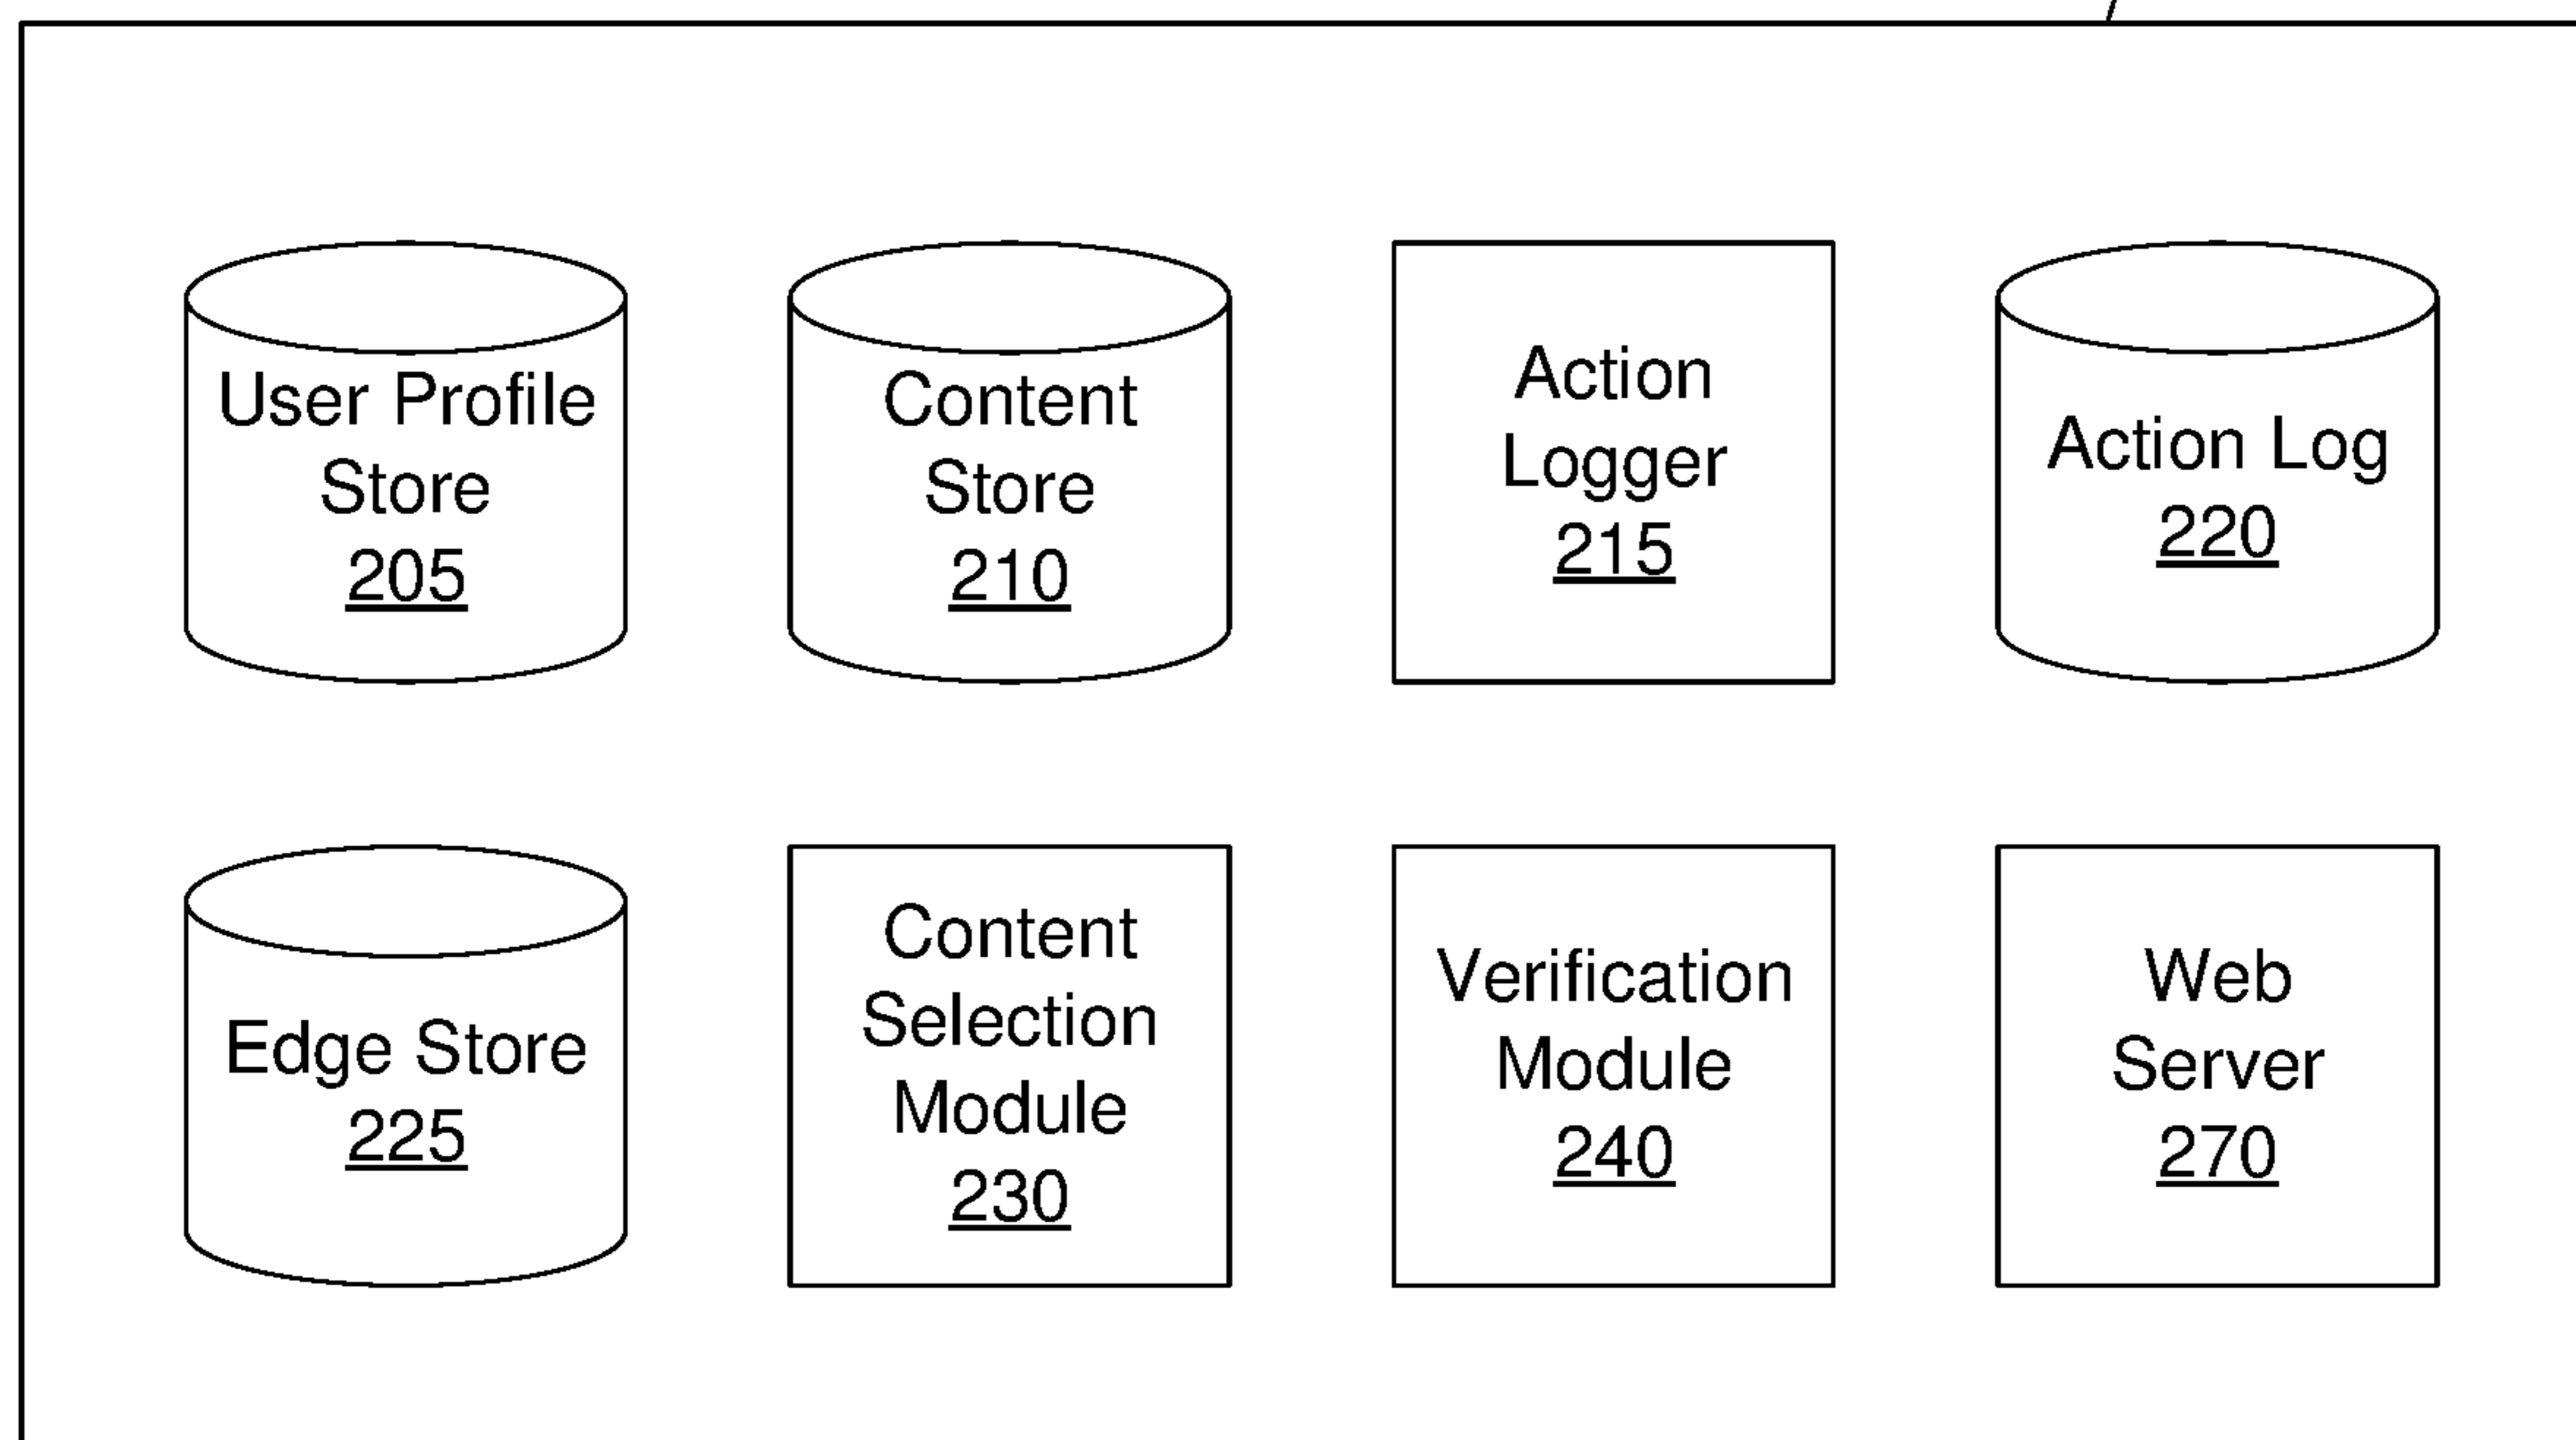 User Profile
Store
205
Content
Store
210
Action
Logger
215
Action Log
220
Edge Store
225
Content
Selection
Module
230
Verification
Module
240
Web
Server
270